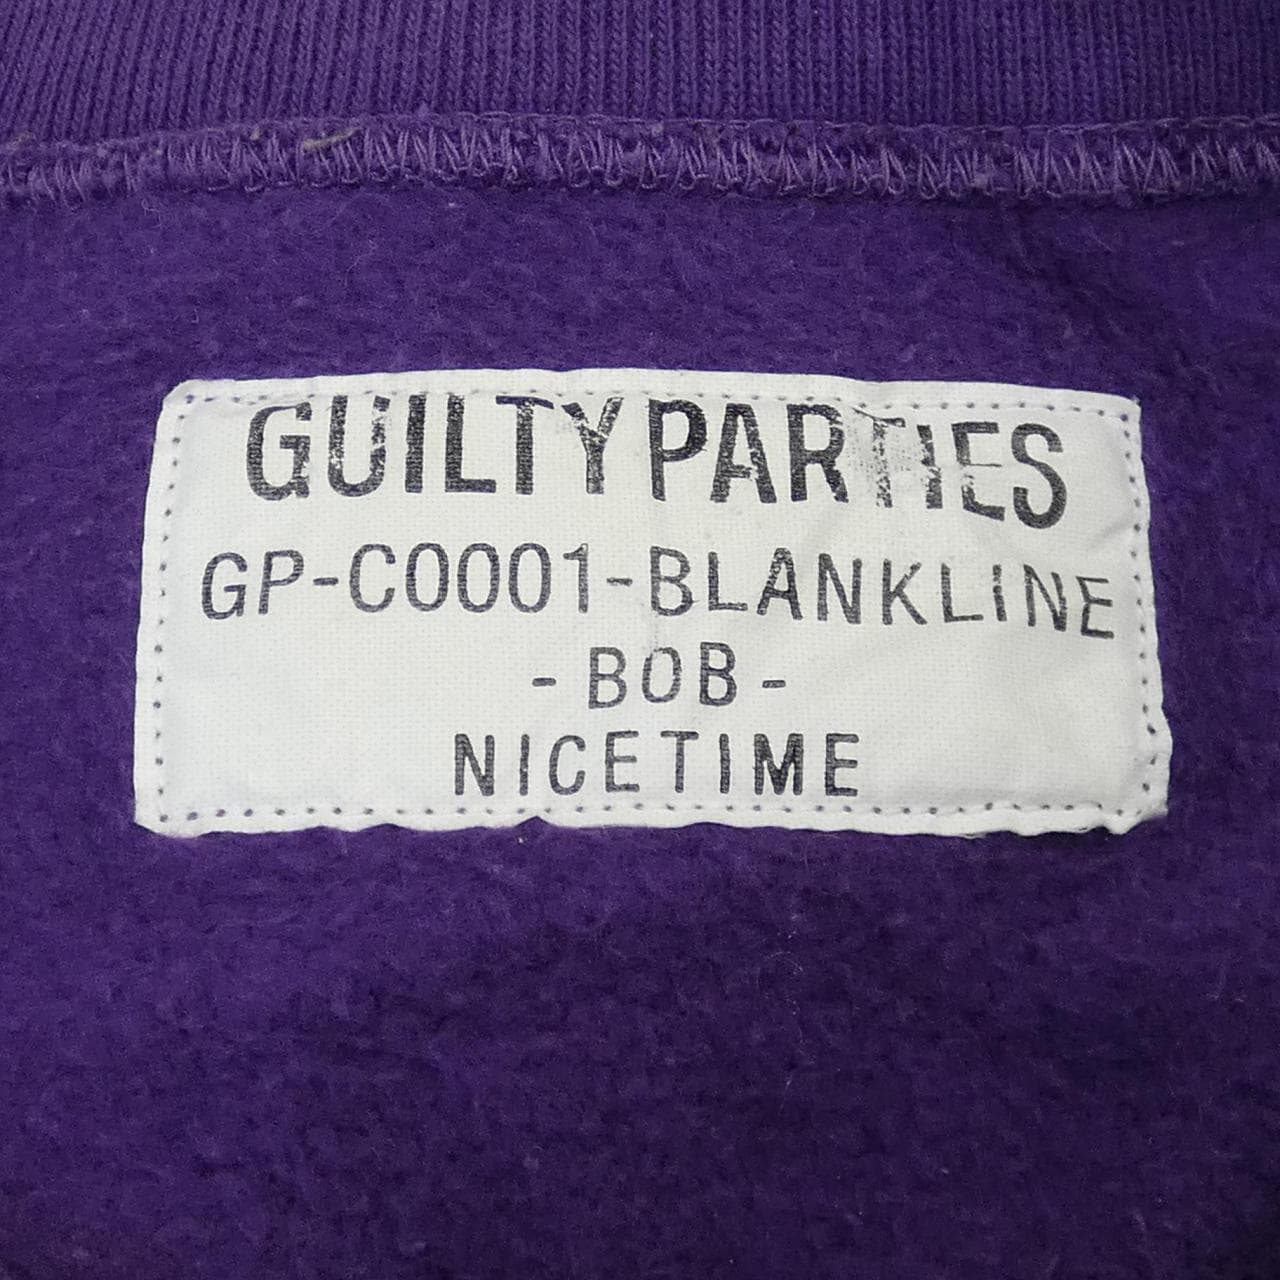 GUILTY PARTIES
GP-C0001-BLANKLINE
- BOB -
NICETIME